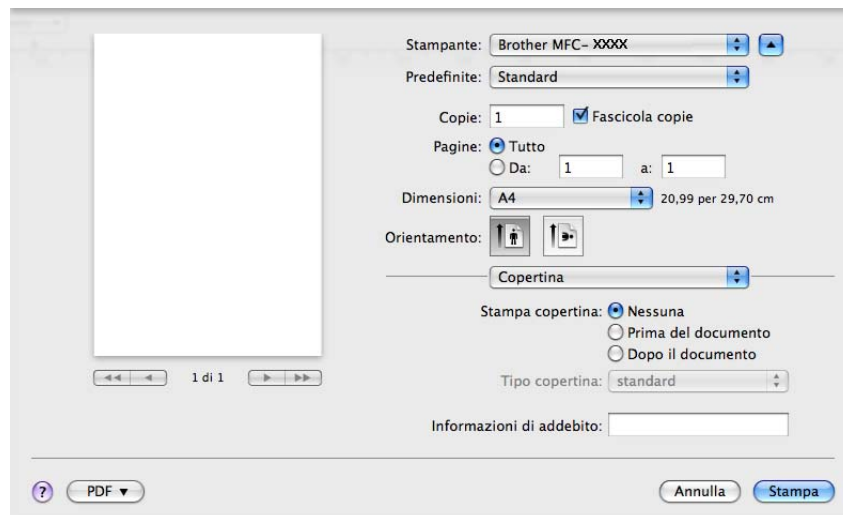 Stampante: Brother MFC- XXXX
Predefinite: Standard
Copie: 1 Fascicola copie
Pagine: Tutto
Da: 1 a: 1
Dimensioni: A4 20,99 per 29,70 cm
Orientamento:
Copertina
Stampa copertina: Nessuna
Prima del documento
Dopo il documento
1 di 1
Tipo copertina: standard
Informazioni di addebito:
? PDF Annulla Stampa